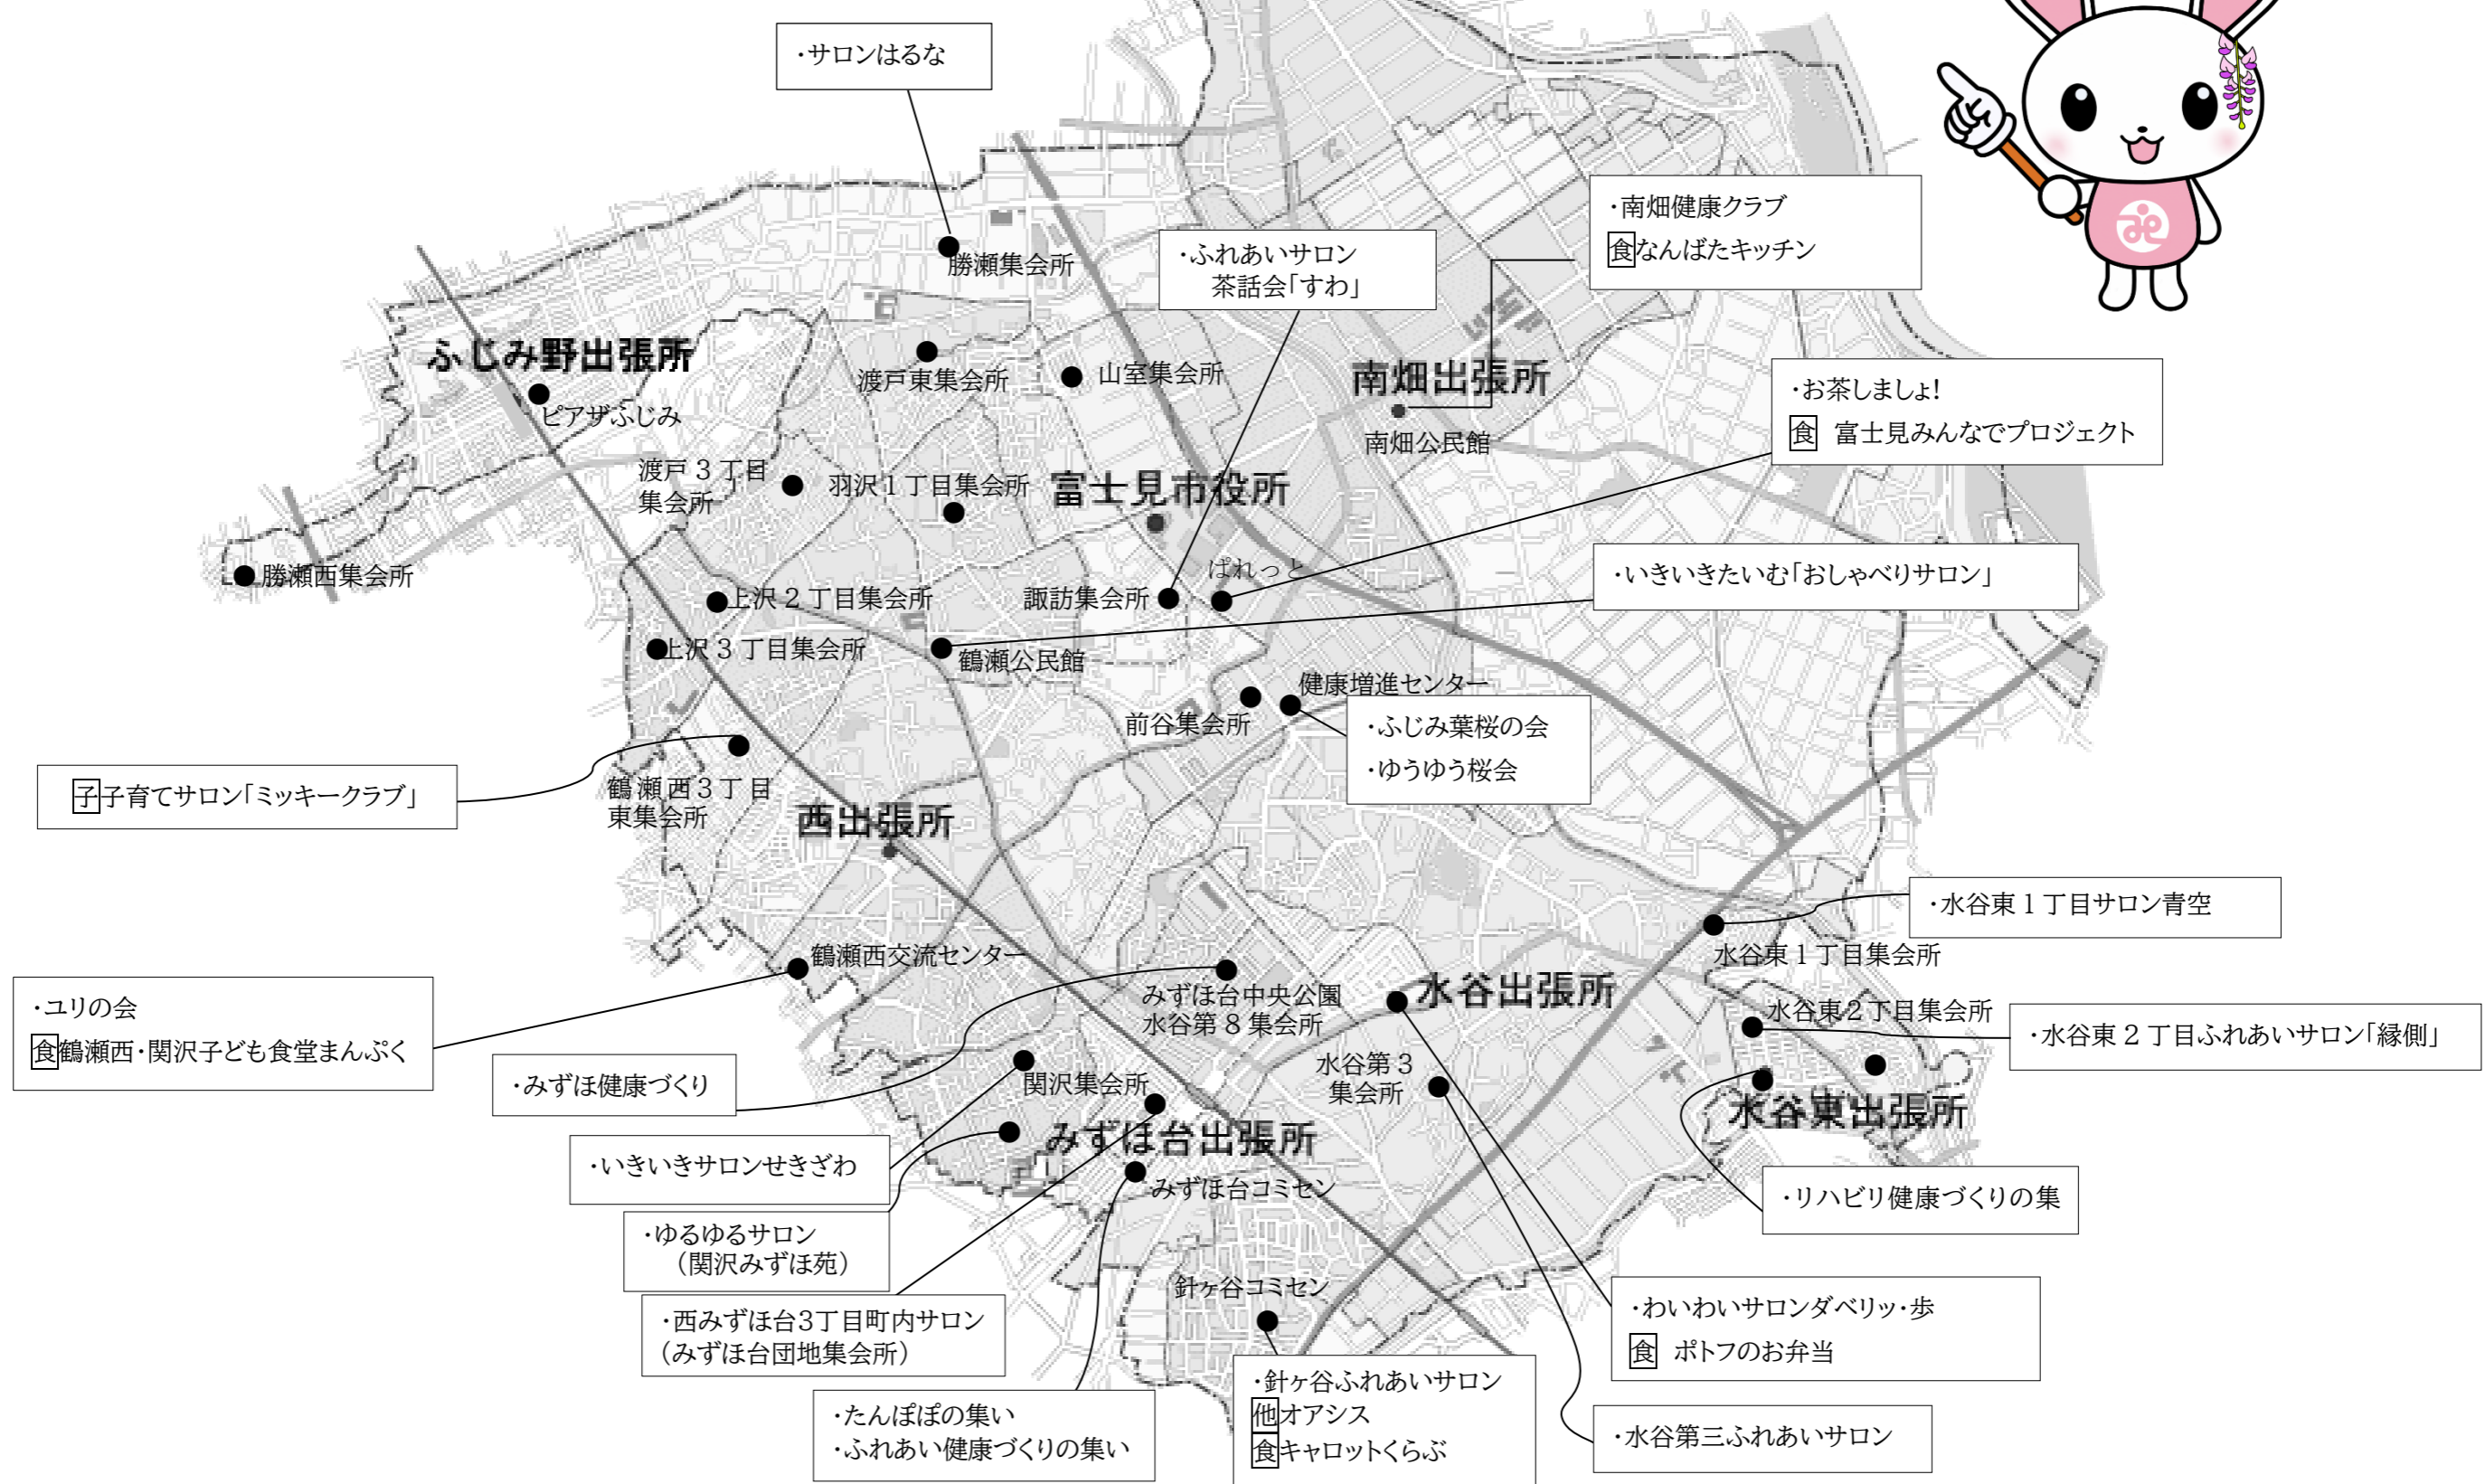 ・サロンはるな
勝瀬集会所
・南畑健康クラブ
食なんばたキッチン
・ふれあいサロン
茶話会「すわ」
ふじみ野出張所
ピアザふじみ
渡戸東集会所
山室集会所
南畑出張所
南畑公民館
・お茶しましょ!
食 富士見みんなでプロジェクト
渡戸3丁目
集会所
羽沢1丁目集会所
富士見市役所
勝瀬西集会所
上沢2丁目集会所
諏訪集会所
ぱれっと
・いきいきたいむ「おしゃべりサロン」
上沢3丁目集会所
鶴瀬公民館
健康増進センター
前谷集会所
・ふじみ葉桜の会
・ゆうゆう桜会
子子育てサロン「ミッキークラブ」
鶴瀬西3丁目
東集会所
西出張所
・水谷東1丁目サロン青空
水谷東1丁目集会所
鶴瀬西交流センター
・ユリの会
食鶴瀬西・関沢子ども食堂まんぷく
みずほ台中央公園
水谷第8集会所
水谷出張所
水谷東2丁目集会所
・水谷東2丁目ふれあいサロン「縁側」
・みずほ健康づくり
関沢集会所
水谷第3
集会所
水谷東出張所
みずほ台出張所
・いきいきサロンせきざわ
みずほ台コミセン
・リハビリ健康づくりの集
・ゆるゆるサロン
（関沢みずほ苑）
針ヶ谷コミセン
・西みずほ台3丁目町内サロン
（みずほ台団地集会所）
・わいわいサロンダベリッ・歩
食 ポトフのお弁当
・たんぽぽの集い
・ふれあい健康づくりの集い
・針ヶ谷ふれあいサロン
他オアシス
食キャロットくらぶ
・水谷第三ふれあいサロン